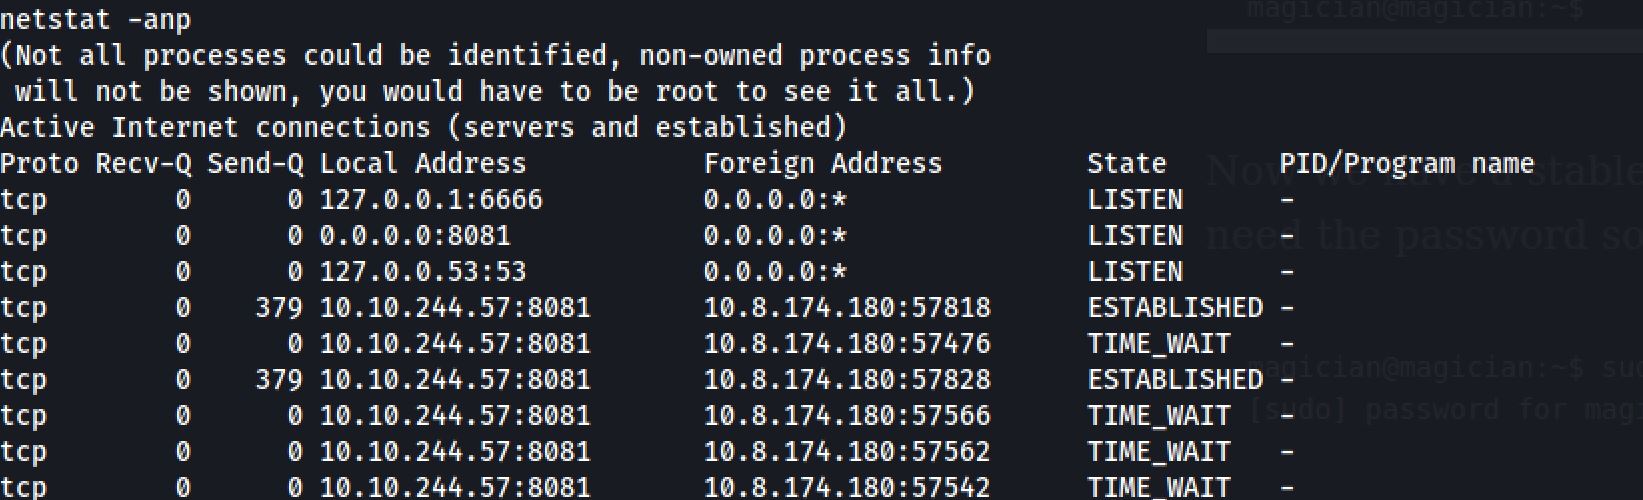 netstat -anp
(Not all processes could be identified, non-owned process info
 will not be shown, you would have to be root to see it all.)
Active Internet connections (servers and established)
Proto Recv-Q Send-Q Local Address           Foreign Address         State       PID/Program name
tcp        0      0 127.0.0.1:6666          0.0.0.0:*               LISTEN      -
tcp        0      0 0.0.0.0:8081            0.0.0.0:*               LISTEN      -
tcp        0      0 127.0.0.53:53           0.0.0.0:*               LISTEN      -
tcp        0    379 10.10.244.57:8081       10.8.174.180:57818      ESTABLISHED -
tcp        0      0 10.10.244.57:8081       10.8.174.180:57476      TIME_WAIT   -
tcp        0    379 10.10.244.57:8081       10.8.174.180:57828      ESTABLISHED -
tcp        0      0 10.10.244.57:8081       10.8.174.180:57566      TIME_WAIT   -
tcp        0      0 10.10.244.57:8081       10.8.174.180:57562      TIME_WAIT   -
tcp        0      0 10.10.244.57:8081       10.8.174.180:57542      TIME_WAIT   -
magician@magician:~$
need the password so
magician@magician:~$
[sudo] password for